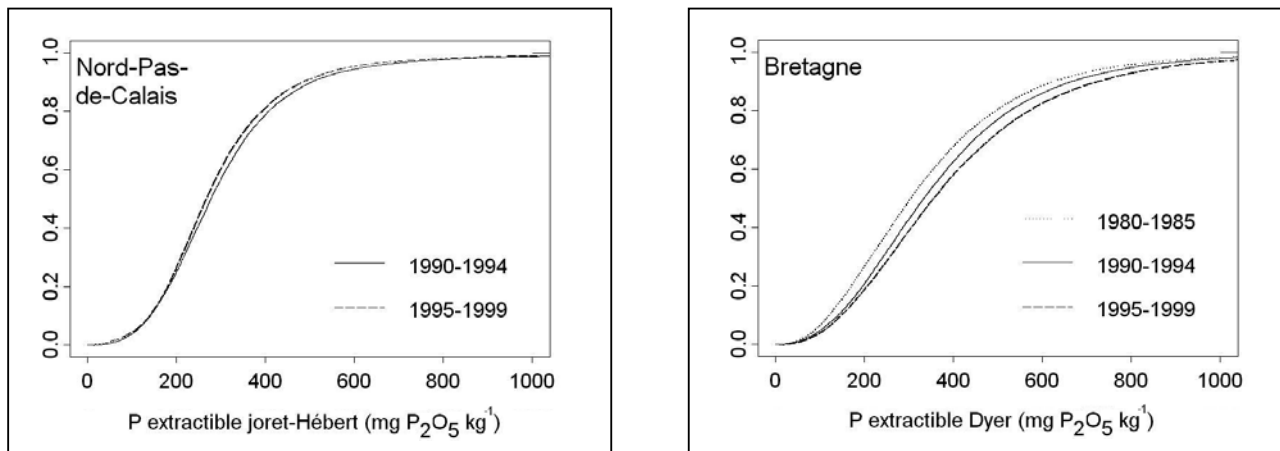 Nord-Pas-
de-Calais
1.0
0.8
0.6
0.4
0.2
0.0
1990-1994
1995-1999
0 200 400 600 800 1000
P extractible joret-Hébert (mg P₂O₅ kg⁻¹)
Bretagne
1.0
0.8
0.6
0.4
0.2
0.0
1980-1985
1990-1994
1995-1999
0 200 400 600 800 1000
P extractible Dyer (mg P₂O₅ kg⁻¹)